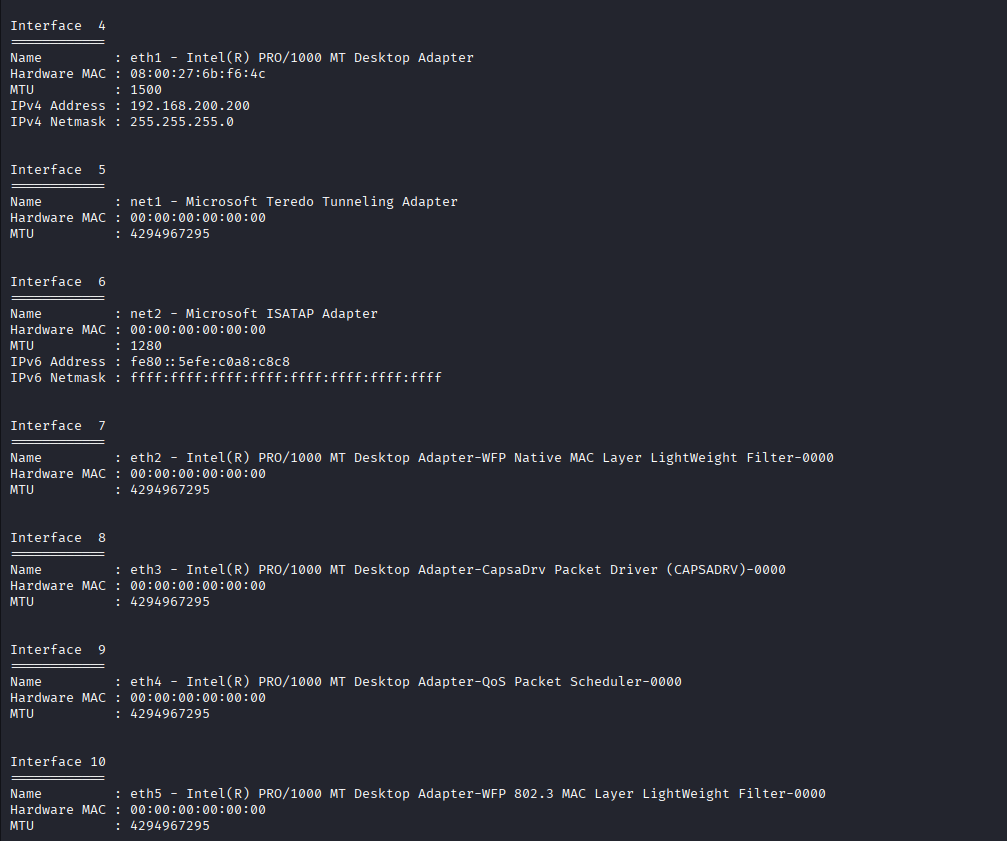 Interface  4
============
Name         : eth1 - Intel(R) PRO/1000 MT Desktop Adapter
Hardware MAC : 08:00:27:6b:f6:4c
MTU          : 1500
IPv4 Address : 192.168.200.200
IPv4 Netmask : 255.255.255.0
Interface  5
============
Name         : net1 - Microsoft Teredo Tunneling Adapter
Hardware MAC : 00:00:00:00:00:00
MTU          : 4294967295
Interface  6
============
Name         : net2 - Microsoft ISATAP Adapter
Hardware MAC : 00:00:00:00:00:00
MTU          : 1280
IPv6 Address : fe80::5efe:c0a8:c8c8
IPv6 Netmask : ffff:ffff:ffff:ffff:ffff:ffff:ffff:ffff
Interface  7
============
Name         : eth2 - Intel(R) PRO/1000 MT Desktop Adapter-WFP Native MAC Layer LightWeight Filter-0000
Hardware MAC : 00:00:00:00:00:00
MTU          : 4294967295
Interface  8
============
Name         : eth3 - Intel(R) PRO/1000 MT Desktop Adapter-CapsaDrv Packet Driver (CAPSADRV)-0000
Hardware MAC : 00:00:00:00:00:00
MTU          : 4294967295
Interface  9
============
Name         : eth4 - Intel(R) PRO/1000 MT Desktop Adapter-QoS Packet Scheduler-0000
Hardware MAC : 00:00:00:00:00:00
MTU          : 4294967295
Interface 10
============
Name         : eth5 - Intel(R) PRO/1000 MT Desktop Adapter-WFP 802.3 MAC Layer LightWeight Filter-0000
Hardware MAC : 00:00:00:00:00:00
MTU          : 4294967295